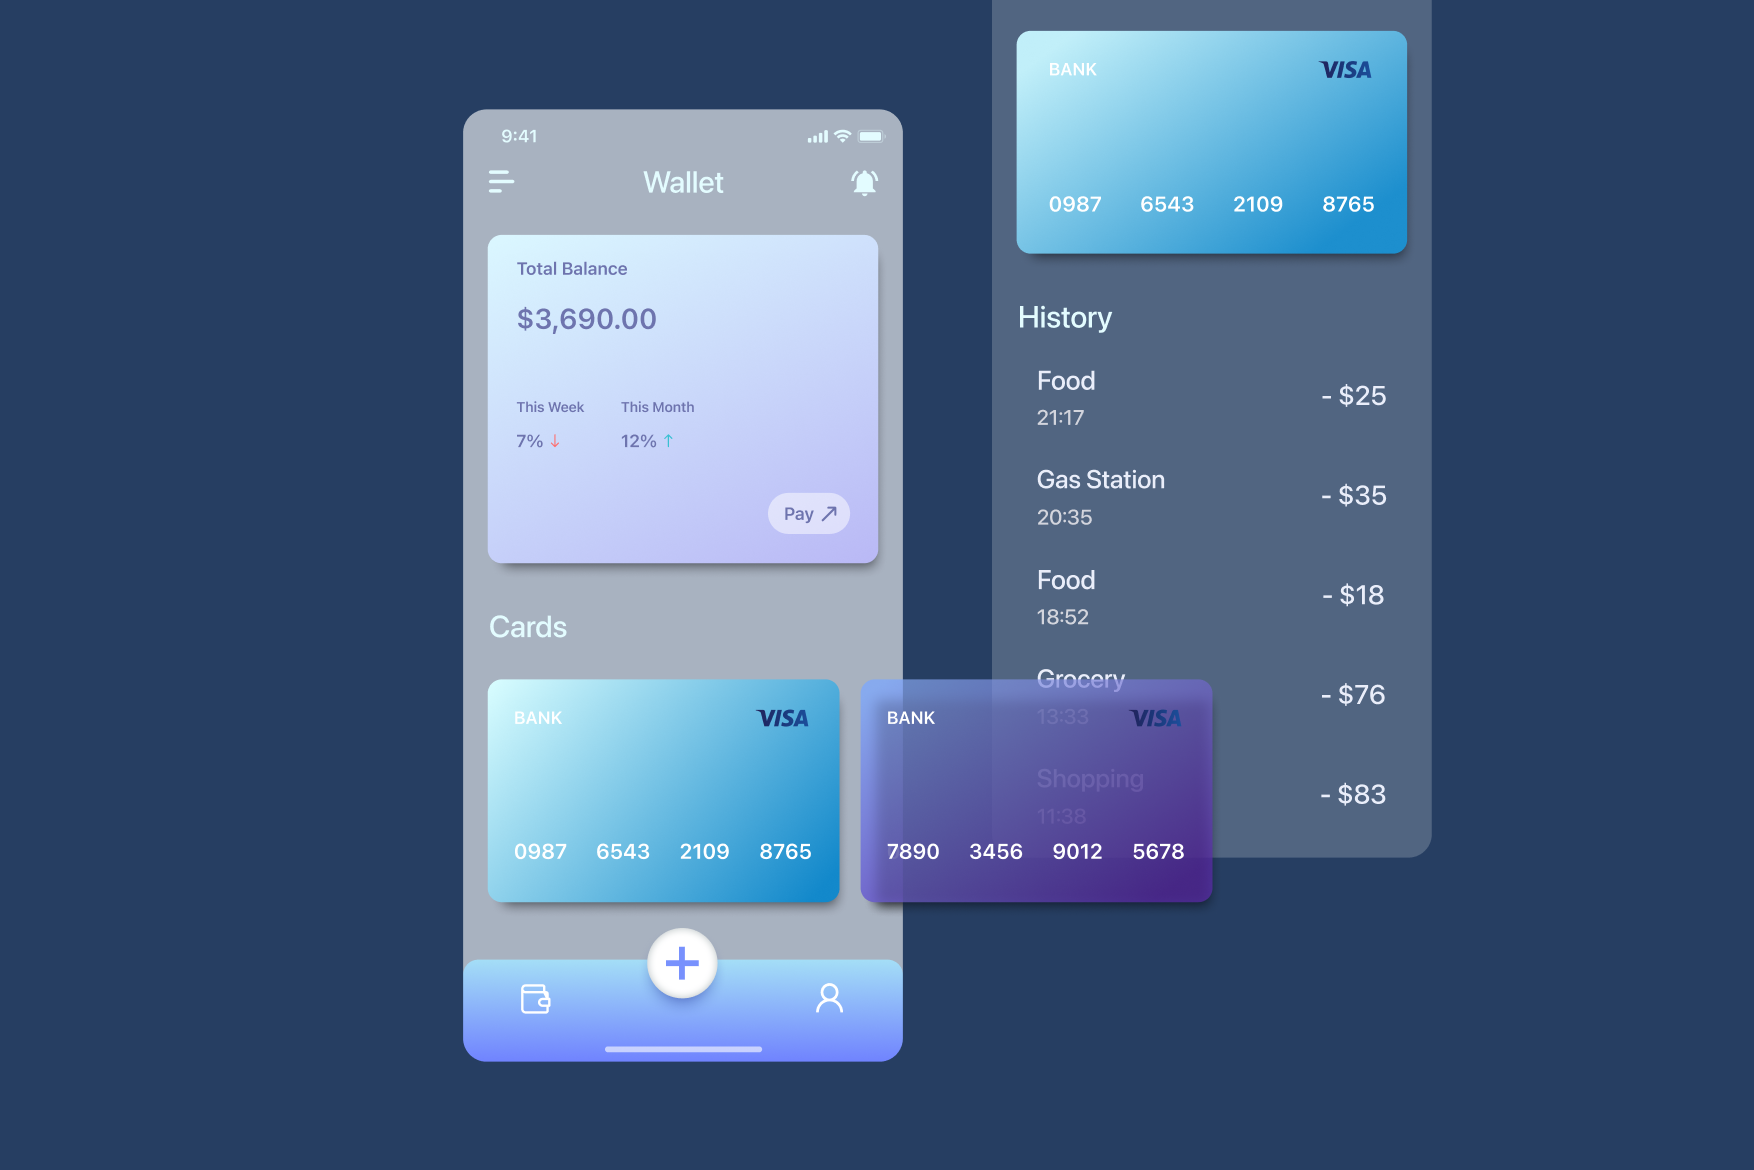 9:41
Wallet
Total Balance
$3,690.00
This Week This Month
7% ↓ 12% ↑
Pay ↗
Cards
BANK VISA
0987 6543 2109 8765
BANK VISA
7890 3456 9012 5678
BANK VISA
0987 6543 2109 8765
History
Food
- $25
21:17
Gas Station
- $35
20:35
Food
- $18
18:52
Grocery
- $76
13:33
Shopping
- $83
11:38